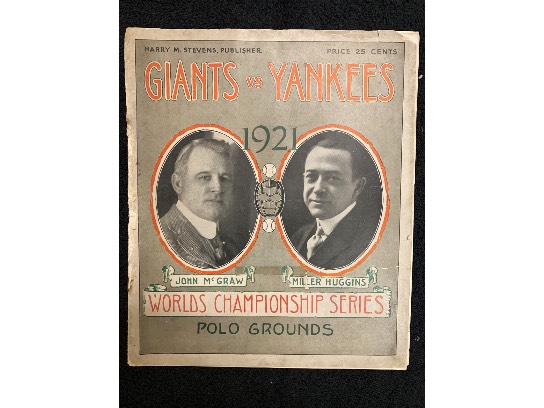 HARRY M. STEVENS, PUBLISHER. PRICE 25 CENTS
GIANTS vs YANKEES
1921
JOHN McGRAW MILLER HUGGINS
WORLDS CHAMPIONSHIP SERIES
POLO GROUNDS